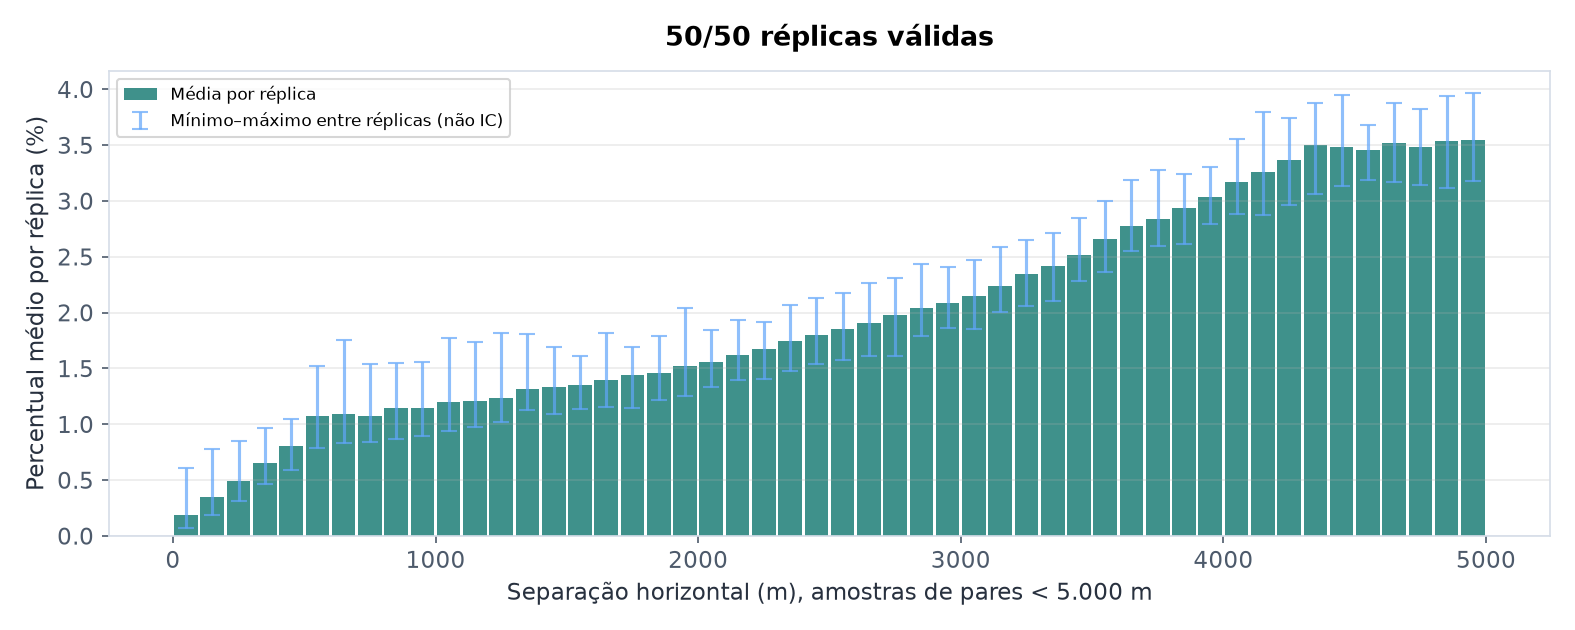 50/50 réplicas válidas
Média por réplica
Mínimo–máximo entre réplicas (não IC)
Percentual médio por réplica (%)
4.0
3.5
3.0
2.5
2.0
1.5
1.0
0.5
0.0
0 1000 2000 3000 4000 5000
Separação horizontal (m), amostras de pares < 5.000 m